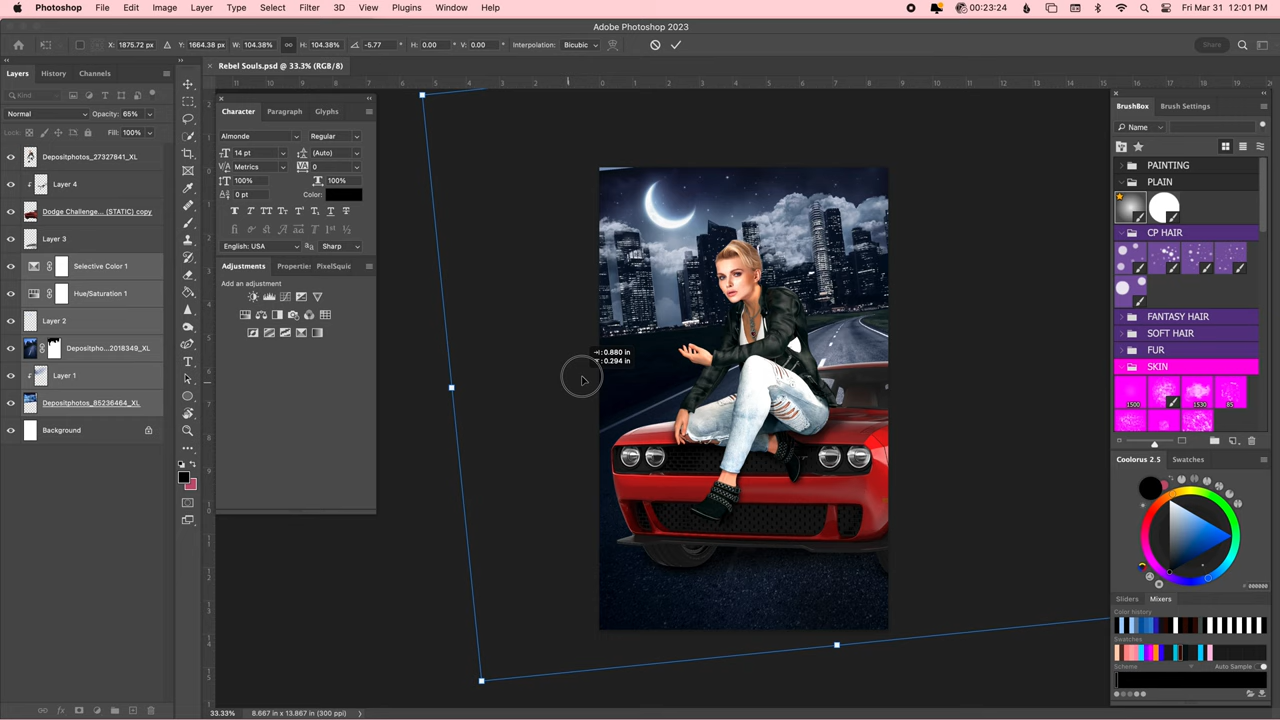 Photoshop File Edit Image Layer Type Select Filter 3D View Plugins Window Help 00:23:24 Fri Mar 31 12:01 PM
Adobe Photoshop 2023
X: 1875.72 px Y: 1664.38 px W: 104.38% H: 104.38% -5.77 ° H: 0.00 ° V: 0.00 ° Interpolation: Bicubic Share
Layers History Channels
Rebel Souls.psd @ 33.3% (RGB/8)
Kind
Normal Opacity: 65%
Lock: Fill: 100%
Depositphotos_27327841_XL
Layer 4
Dodge Challenge... (STATIC) copy
Layer 3
Selective Color 1
Hue/Saturation 1
Layer 2
Depositpho...2018349_XL
Layer 1
Depositphotos_85236464_XL
Background
Character Paragraph Glyphs
Almonde Regular
14 pt (Auto)
Metrics 0
100% 100%
0 pt Color:
English: USA Sharp
Adjustments Properties PixelSquic
Add an adjustment
H: 0.880 in
: 0.294 in
BrushBox Brush Settings
Name
PAINTING
PLAIN
CP HAIR
FANTASY HAIR
SOFT HAIR
FUR
SKIN
1500 1530 85
Coolorus 2.5 Swatches
000000
Sliders Mixers
Color history
Swatches
Scheme Auto Sample
33.33% 8.667 in x 13.867 in (300 ppi)